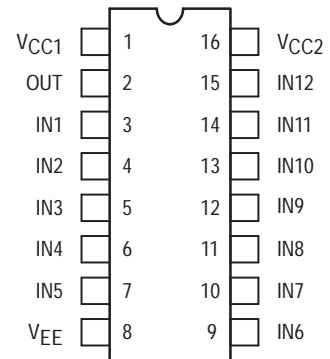 VCC1 1 16 VCC2
OUT 2 15 IN12
IN1 3 14 IN11
IN2 4 13 IN10
IN3 5 12 IN9
IN4 6 11 IN8
IN5 7 10 IN7
VEE 8 9 IN6